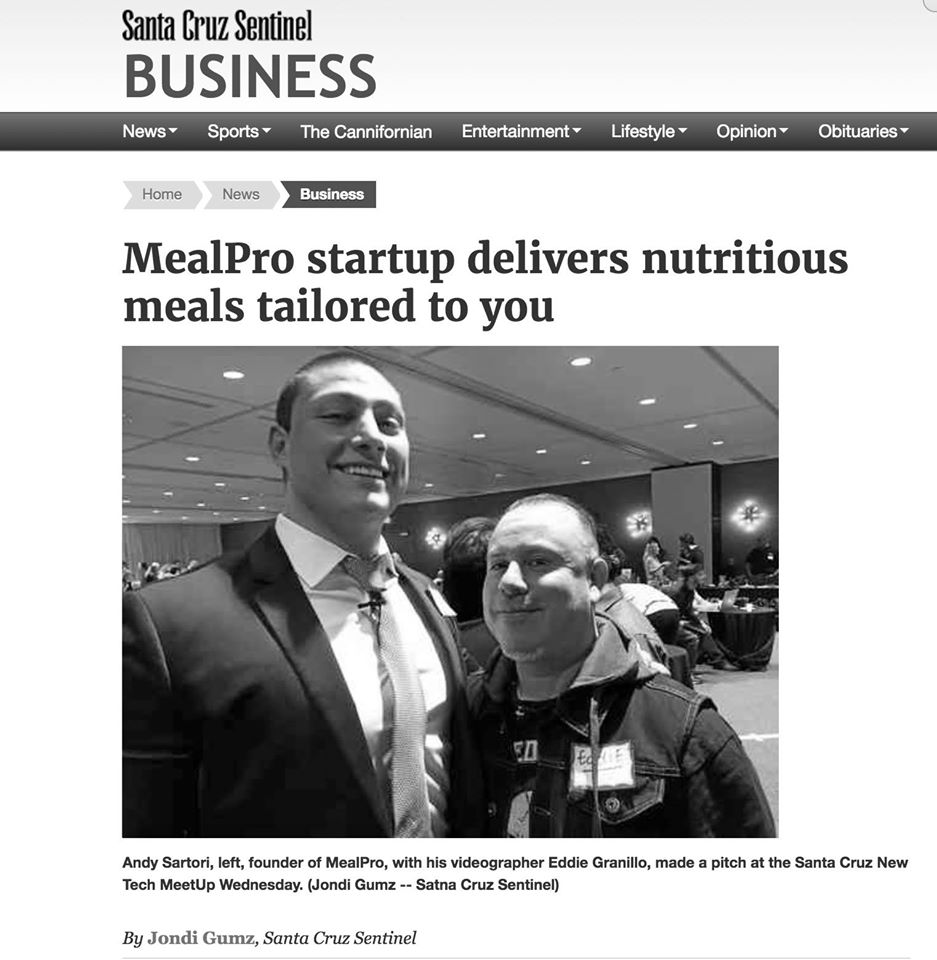 Santa Cruz Sentinel
BUSINESS
News
Sports
The Cannifornian
Entertainment
Lifestyle
Opinion
Obituaries
Home
News
Business
MealPro startup delivers nutritious
meals tailored to you
EDDIE
Andy Sartori, left, founder of MealPro, with his videographer Eddie Granillo, made a pitch at the Santa Cruz New
Tech MeetUp Wednesday. (Jondi Gumz -- Satna Cruz Sentinel)
By Jondi Gumz, Santa Cruz Sentinel